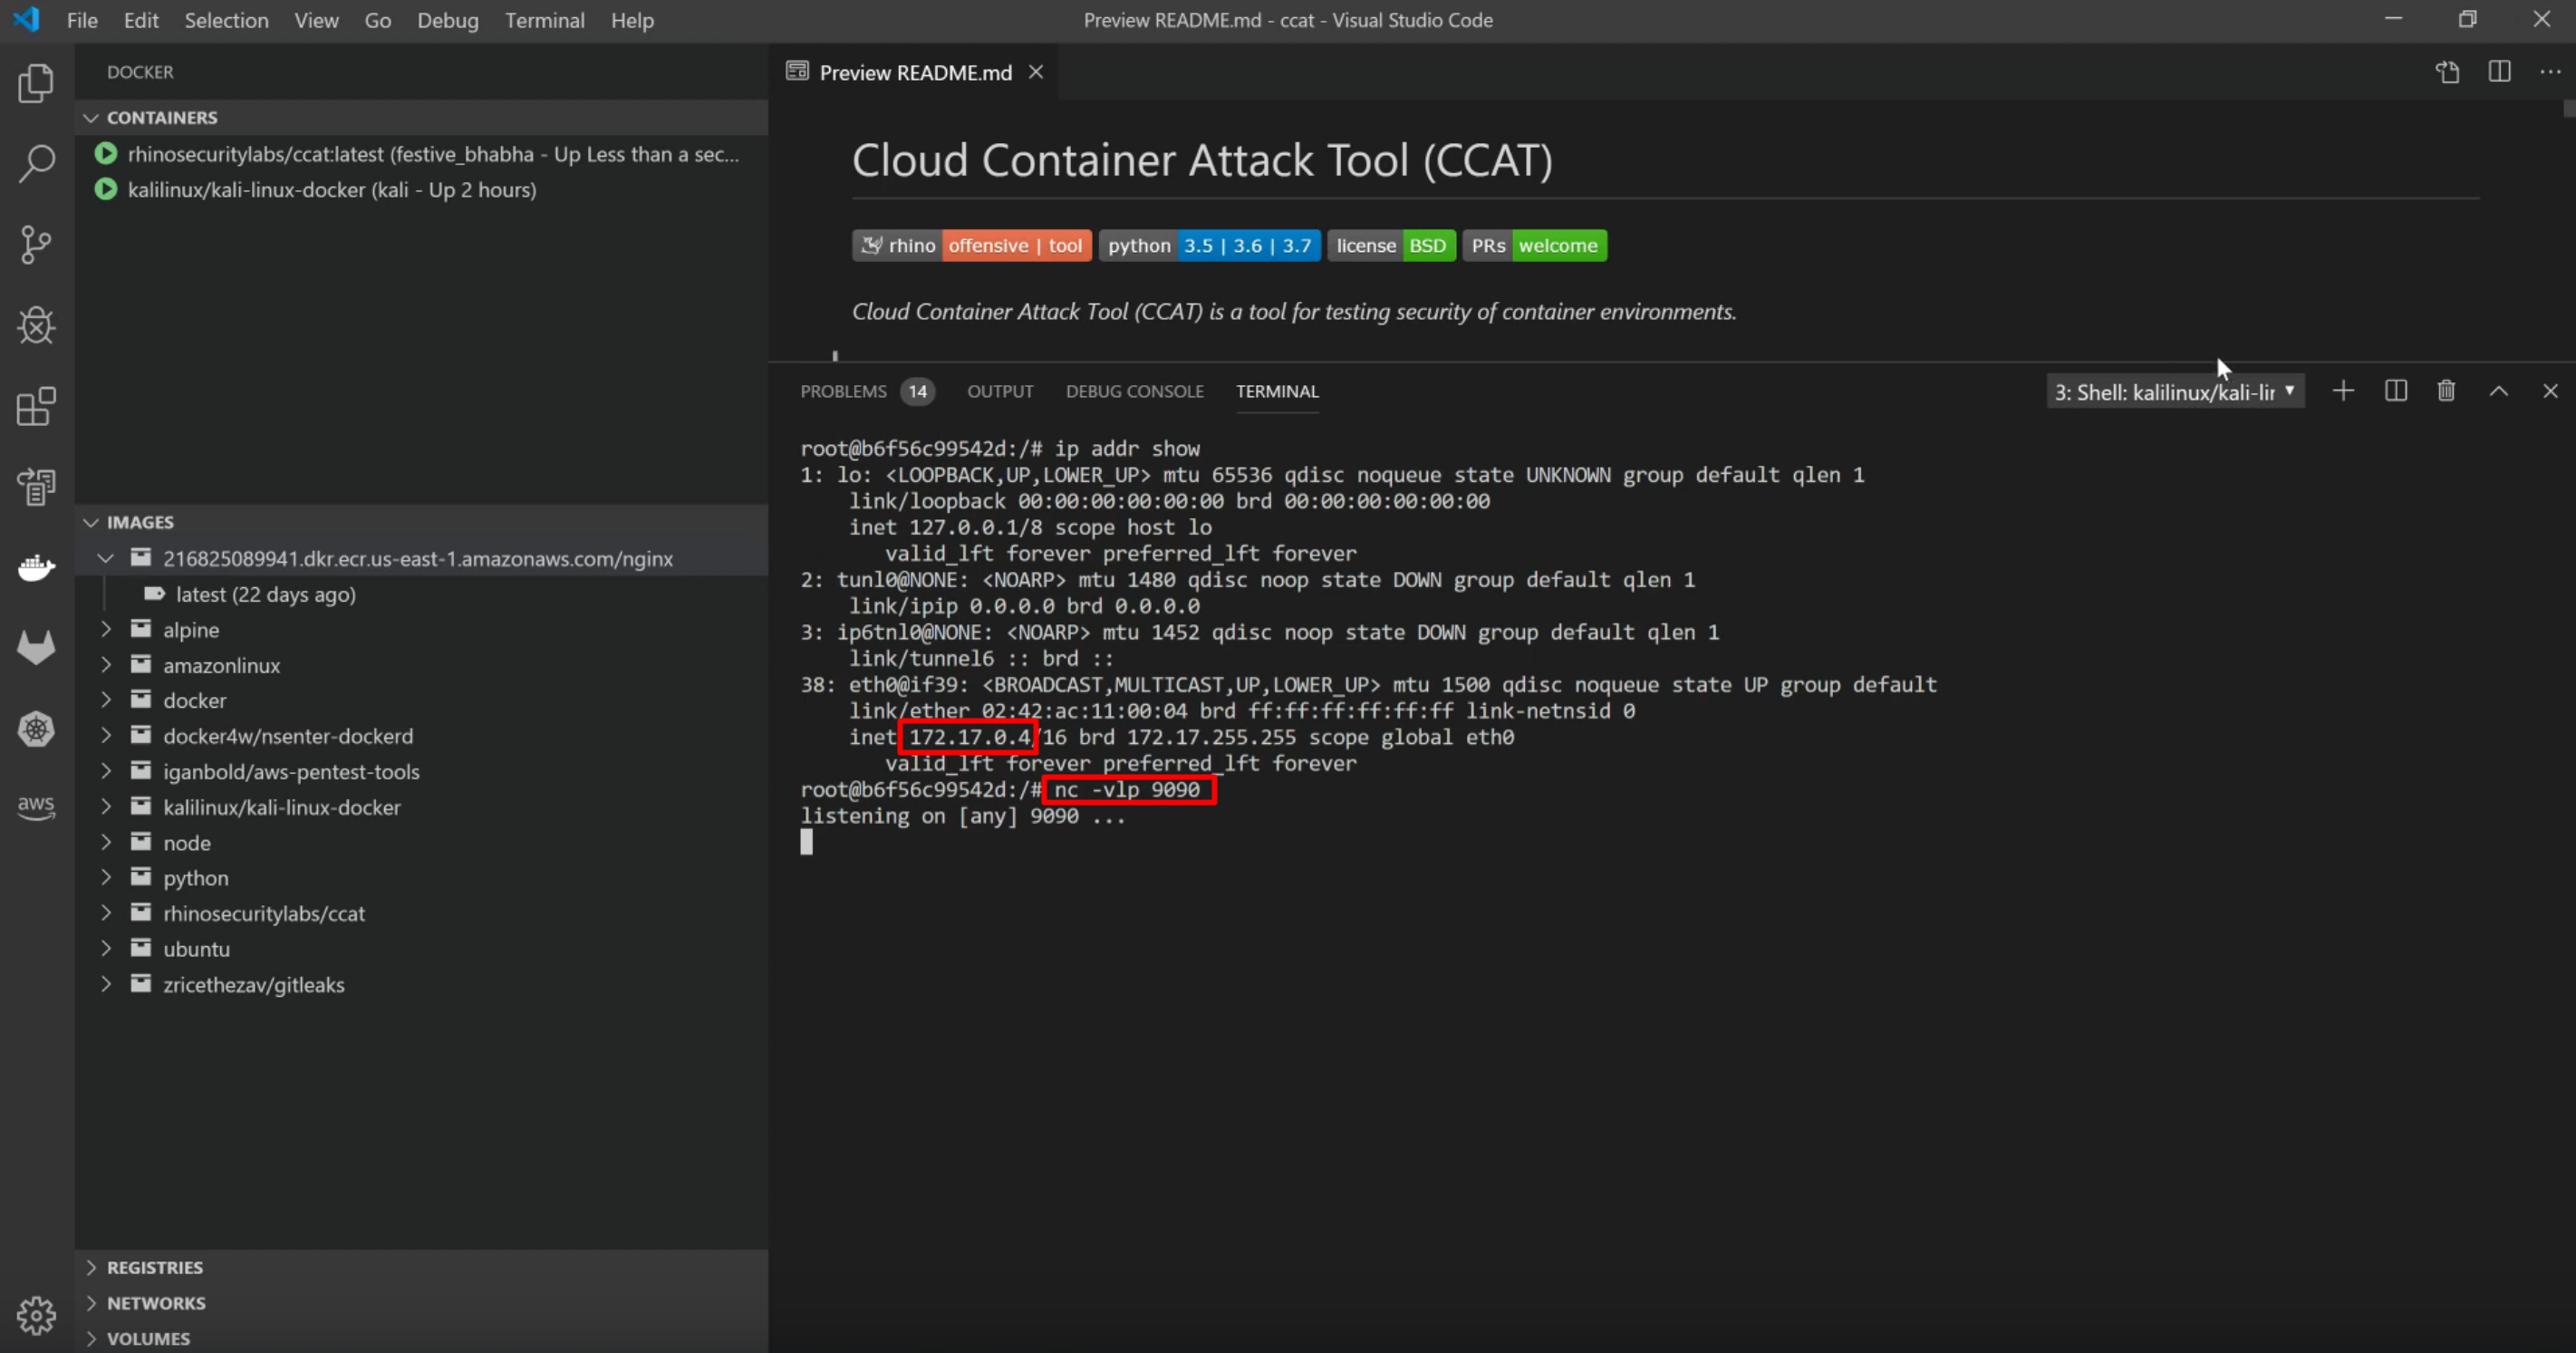 File Edit Selection View Go Debug Terminal Help
Preview README.md - ccat - Visual Studio Code
DOCKER
CONTAINERS
rhinosecuritylabs/ccat:latest (festive_bhabha - Up Less than a sec...
kalilinux/kali-linux-docker (kali - Up 2 hours)
IMAGES
216825089941.dkr.ecr.us-east-1.amazonaws.com/nginx
latest (22 days ago)
alpine
amazonlinux
docker
docker4w/nsenter-dockerd
iganbold/aws-pentest-tools
kalilinux/kali-linux-docker
node
python
rhinosecuritylabs/ccat
ubuntu
zricethezav/gitleaks
REGISTRIES
NETWORKS
VOLUMES
aws
Preview README.md
Cloud Container Attack Tool (CCAT)
rhino offensive | tool python 3.5 | 3.6 | 3.7 license BSD PRs welcome
Cloud Container Attack Tool (CCAT) is a tool for testing security of container environments.
PROBLEMS 14 OUTPUT DEBUG CONSOLE TERMINAL
3: Shell: kalilinux/kali-lir
root@b6f56c99542d:/# ip addr show
1: lo: <LOOPBACK,UP,LOWER_UP> mtu 65536 qdisc noqueue state UNKNOWN group default qlen 1
link/loopback 00:00:00:00:00:00 brd 00:00:00:00:00:00
inet 127.0.0.1/8 scope host lo
valid_lft forever preferred_lft forever
2: tunl0@NONE: <NOARP> mtu 1480 qdisc noop state DOWN group default qlen 1
link/ipip 0.0.0.0 brd 0.0.0.0
3: ip6tnl0@NONE: <NOARP> mtu 1452 qdisc noop state DOWN group default qlen 1
link/tunnel6 :: brd ::
38: eth0@if39: <BROADCAST,MULTICAST,UP,LOWER_UP> mtu 1500 qdisc noqueue state UP group default
link/ether 02:42:ac:11:00:04 brd ff:ff:ff:ff:ff:ff link-netnsid 0
inet 172.17.0.4/16 brd 172.17.255.255 scope global eth0
valid_lft forever preferred_lft forever
root@b6f56c99542d:/# nc -vlp 9090
listening on [any] 9090 ...